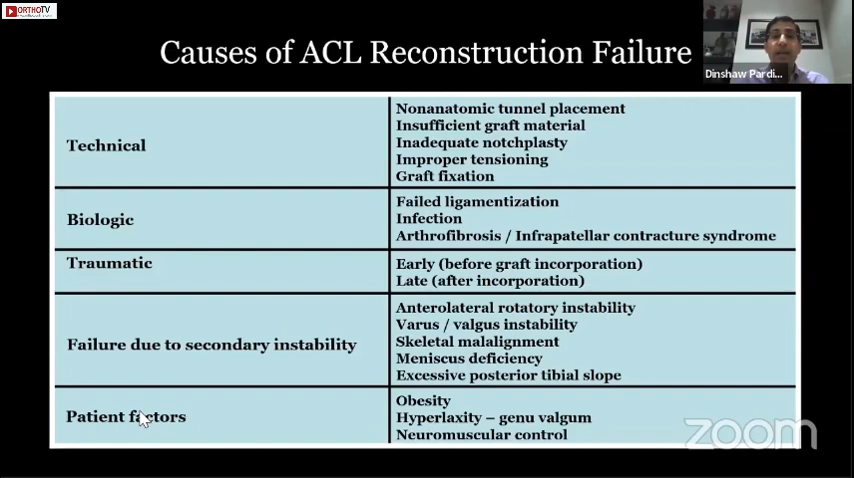 ORTHOTV
Causes of ACL Reconstruction Failure
Dinshaw Pardi...
Technical
Nonanatomic tunnel placement
Insufficient graft material
Inadequate notchplasty
Improper tensioning
Graft fixation
Biologic
Failed ligamentization
Infection
Arthrofibrosis / Infrapatellar contracture syndrome
Traumatic
Early (before graft incorporation)
Late (after incorporation)
Failure due to secondary instability
Anterolateral rotatory instability
Varus / valgus instability
Skeletal malalignment
Meniscus deficiency
Excessive posterior tibial slope
Patient factors
Obesity
Hyperlaxity – genu valgum
Neuromuscular control
zoom